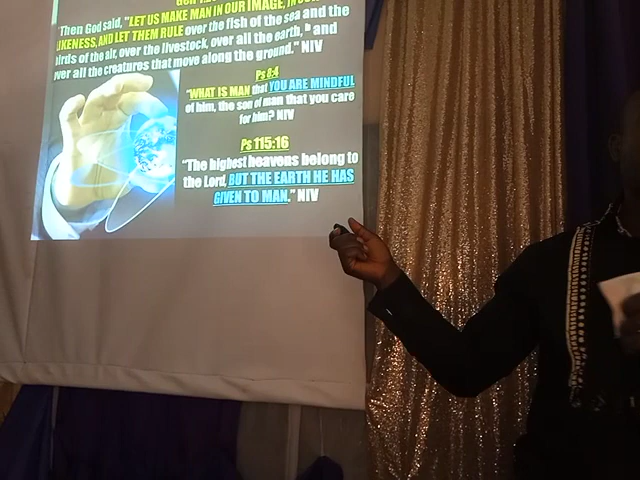 Then God said, "LET US MAKE MAN IN OUR IMAGE, IN OUR
LIKENESS, AND LET THEM RULE over the fish of the sea and the
birds of the air, over the livestock, over all the earth, " and
over all the creatures that move along the ground." NIV
Ps 8:4
"WHAT IS MAN that YOU ARE MINDFUL
of him, the son of man that you care
for him? NIV
Ps 115:16
"The highest heavens belong to
the Lord, BUT THE EARTH HE HAS
GIVEN TO MAN." NIV